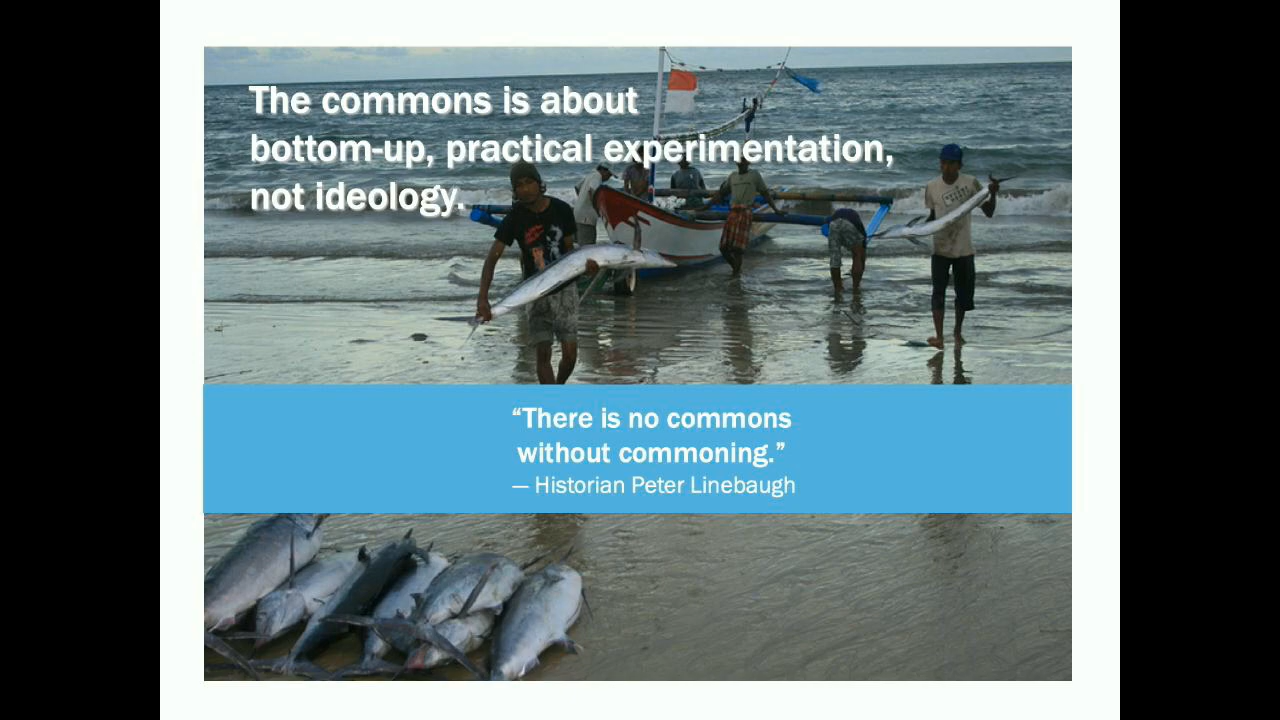 The commons is about
bottom-up, practical experimentation,
not ideology.
“There is no commons
without commoning.”
— Historian Peter Linebaugh